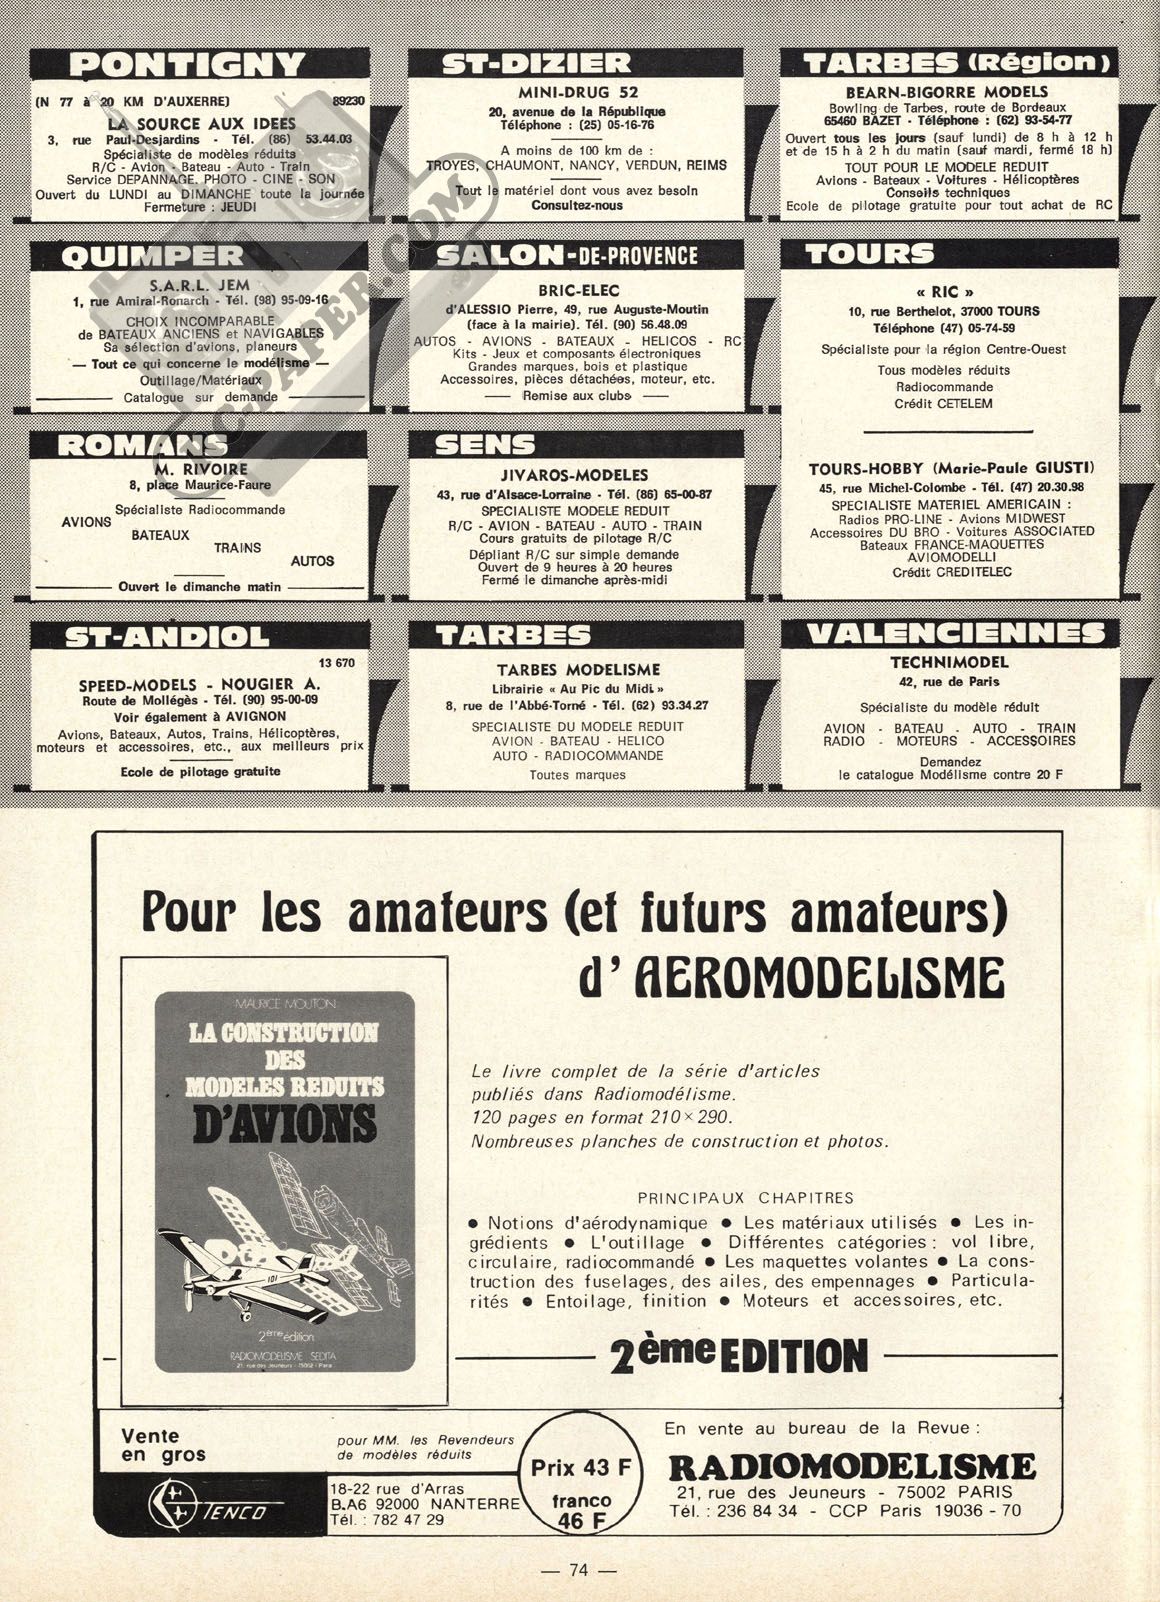 PONTIGNY
(N 77 à 20 KM D'AUXERRE) 89230
LA SOURCE AUX IDEES
3, rue Paul-Desjardins - Tél. (86) 53.44.03
Spécialiste de modèles réduits
R/C - Avion - Bateau - Auto - Train
Service DEPANNAGE, PHOTO - CINE - SON
Ouvert du LUNDI au DIMANCHE toute la journée
Fermeture : JEUDI
ST-DIZIER
MINI-DRUG 52
20, avenue de la République
Téléphone : (25) 05-16-76
A moins de 100 km de :
TROYES, CHAUMONT, NANCY, VERDUN, REIMS
Tout le matériel dont vous avez besoin
Consultez-nous
TARBES (Région)
BEARN-BIGORRE MODELS
Bowling de Tarbes, route de Bordeaux
65460 BAZET - Téléphone : (62) 93-54-77
Ouvert tous les jours (sauf lundi) de 8 h à 12 h
et de 15 h à 2 h du matin (sauf mardi, fermé 18 h)
TOUT POUR LE MODELE REDUIT
Avions - Bateaux - Voitures - Hélicoptères
Conseils techniques
Ecole de pilotage gratuite pour tout achat de RC
QUIMPER
S.A.R.L. JEM
1, rue Amiral-Ronarch - Tél. (98) 95-09-16
CHOIX INCOMPARABLE
de BATEAUX ANCIENS et NAVIGABLES
Sa sélection d'avions, planeurs
— Tout ce qui concerne le modélisme —
Outillage/Matériaux
Catalogue sur demande
SALON-DE-PROVENCE
BRIC-ELEC
d'ALESSIO Pierre, 49, rue Auguste-Moutin
(face à la mairie). Tél. (90) 56.48.09
AUTOS - AVIONS - BATEAUX - HELICOS - RC
Kits - Jeux et composants électroniques
Grandes marques, bois et plastique
Accessoires, pièces détachées, moteur, etc.
Remise aux clubs
TOURS
« RIC »
10, rue Berthelot, 37000 TOURS
Téléphone (47) 05-74-59
Spécialiste pour la région Centre-Ouest
Tous modèles réduits
Radiocommande
Crédit CETELEM
TOURS-HOBBY (Marie-Paule GIUSTI)
45, rue Michel-Colombe - Tél. (47) 20.30.98
SPECIALISTE MATERIEL AMERICAIN :
Radios PRO-LINE - Avions MIDWEST
Accessoires DU BRO - Voitures ASSOCIATED
Bateaux FRANCE-MAQUETTES
AVIOMODELLI
Crédit CREDITELEC
ROMANS
M. RIVOIRE
8, place Maurice-Faure
Spécialiste Radiocommande
AVIONS
BATEAUX
TRAINS
AUTOS
Ouvert le dimanche matin
SENS
JIVAROS-MODELES
43, rue d'Alsace-Lorraine - Tél. (86) 65-00-87
SPECIALISTE MODELE REDUIT
R/C - AVION - BATEAU - AUTO - TRAIN
Cours gratuits de pilotage R/C
Dépliant R/C sur simple demande
Ouvert de 9 heures à 20 heures
Fermé le dimanche après-midi
ST-ANDIOL
13 670
SPEED-MODELS - NOUGIER A.
Route de Mollégès - Tél. (90) 95-00-09
Voir également à AVIGNON
Avions, Bateaux, Autos, Trains, Hélicoptères,
moteurs et accessoires, etc., aux meilleurs prix
Ecole de pilotage gratuite
TARBES
TARBES MODELISME
Librairie « Au Pic du Midi »
8, rue de l'Abbé-Torné - Tél. (62) 93.34.27
SPECIALISTE DU MODELE REDUIT
AVION - BATEAU - HELICO
AUTO - RADIOCOMMANDE
Toutes marques
VALENCIENNES
TECHNIMODEL
42, rue de Paris
Spécialiste du modèle réduit
AVION - BATEAU - AUTO - TRAIN
RADIO - MOTEURS - ACCESSOIRES
Demandez
le catalogue Modélisme contre 20 F
Pour les amateurs (et futurs amateurs)
d'AEROMODELISME
MAURICE MOUTON
LA CONSTRUCTION
DES
MODELES REDUITS
D'AVIONS
101
2ème édition
RADIOMODELISME SEDITA
21, rue des Jeuneurs - 75002 - Paris
Le livre complet de la série d'articles
publiés dans Radiomodélisme.
120 pages en format 210 × 290.
Nombreuses planches de construction et photos.
PRINCIPAUX CHAPITRES
● Notions d'aérodynamique ● Les matériaux utilisés ● Les in-
grédients ● L'outillage ● Différentes catégories : vol libre,
circulaire, radiocommandé ● Les maquettes volantes ● La cons-
truction des fuselages, des ailes, des empennages ● Particula-
rités ● Entoilage, finition ● Moteurs et accessoires, etc.
2ème EDITION
Vente
en gros
pour MM. les Revendeurs
de modèles réduits
TENCO
18-22 rue d'Arras
B.A6 92000 NANTERRE
Tél. : 782 47 29
Prix 43 F
franco
46 F
En vente au bureau de la Revue :
RADIOMODELISME
21, rue des Jeuneurs - 75002 PARIS
Tél. : 236 84 34 - CCP Paris 19036 - 70
— 74 —